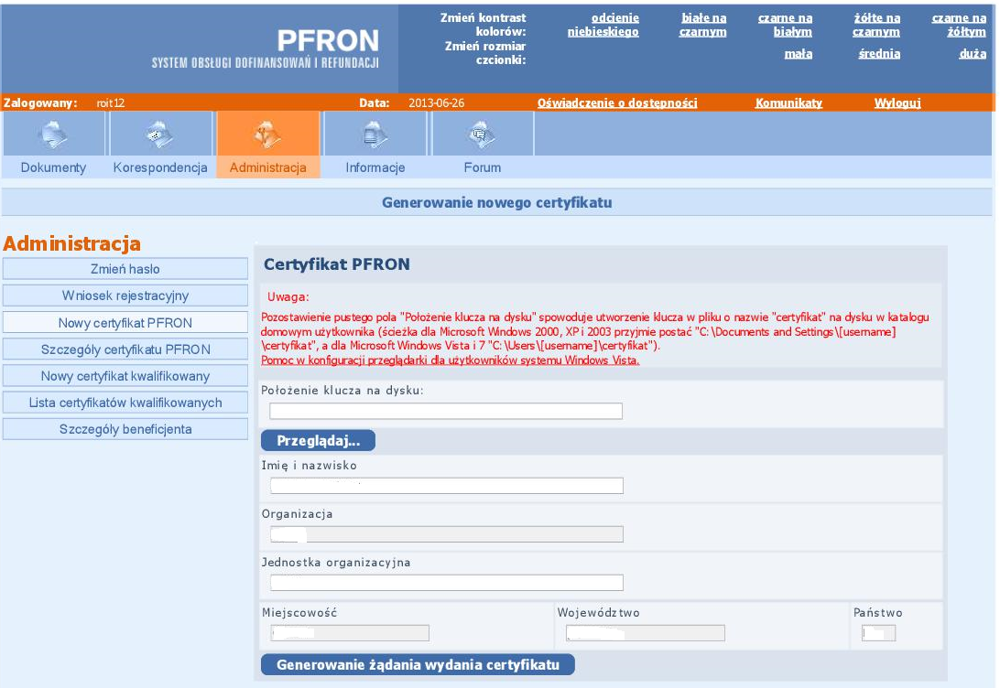 PFRON
SYSTEM OBSŁUGI DOFINANSOWAŃ I REFUNDACJI
Zmień kontrast kolorów:
odcienie niebieskiego
białe na czarnym
czarne na białym
żółte na czarnym
czarne na żółtym
Zmień rozmiar czcionki:
mała
średnia
duża
Zalogowany: roit12
Data: 2013-06-26
Oświadczenie o dostępności
Komunikaty
Wyloguj
Dokumenty
Korespondencja
Administracja
Informacje
Forum
Generowanie nowego certyfikatu
Administracja
Zmień hasło
Wniosek rejestracyjny
Nowy certyfikat PFRON
Szczegóły certyfikatu PFRON
Nowy certyfikat kwalifikowany
Lista certyfikatów kwalifikowanych
Szczegóły beneficjenta
Certyfikat PFRON
Uwaga:
Pozostawienie pustego pola "Położenie klucza na dysku" spowoduje utworzenie klucza w pliku o nazwie "certyfikat" na dysku w katalogu
domowym użytkownika (ścieżka dla Microsoft Windows 2000, XP i 2003 przyjmie postać "C:\Documents and Settings\[username]
\certyfikat", a dla Microsoft Windows Vista i 7 "C:\Users\[username]\certyfikat").
Pomoc w konfiguracji przeglądarki dla użytkowników systemu Windows Vista.
Położenie klucza na dysku:
Przeglądaj...
Imię i nazwisko
Organizacja
Jednostka organizacyjna
Miejscowość
Województwo
Państwo
Generowanie żądania wydania certyfikatu